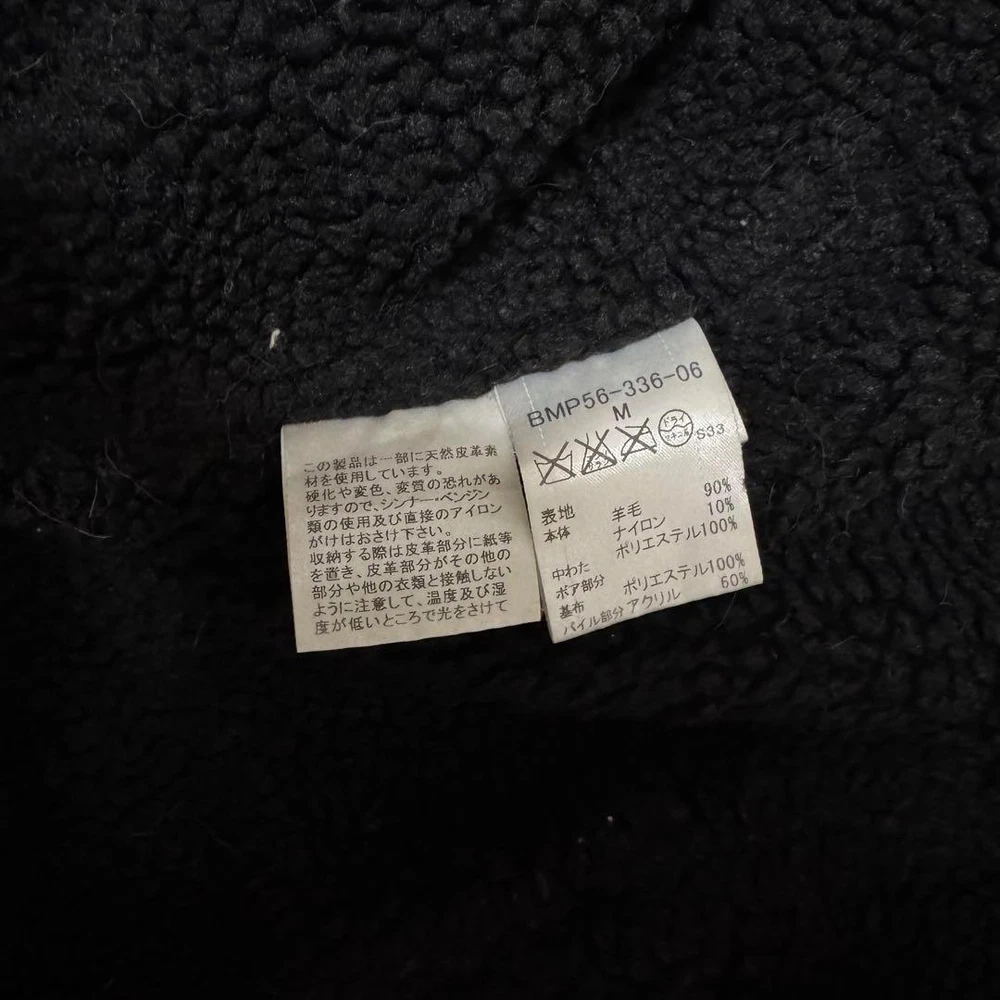 この製品は一部に天然皮革素
材を使用しています。
硬化や変色、変質の恐れがあ
りますので、シンナー・ベンジン
類の使用及び直接のアイロン
がけはおさけ下さい。
収納する際は皮革部分に紙等
を置き、皮革部分がその他の
部分や他の衣類と接触しない
ように注意して、温度及び湿
度が低いところで光をさけて
BMP56-336-06
M
ドライ
S33
表地 90%
本体 羊毛 10%
ナイロン
ポリエステル100%
中わた
ボア部分 ポリエステル100%
基布 60%
パイル部分 アクリル